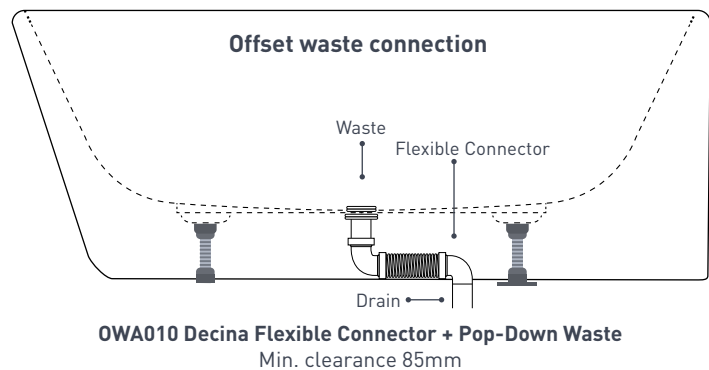 Offset waste connection
Waste
Flexible Connector
Drain
OWA010 Decina Flexible Connector + Pop-Down Waste
Min. clearance 85mm